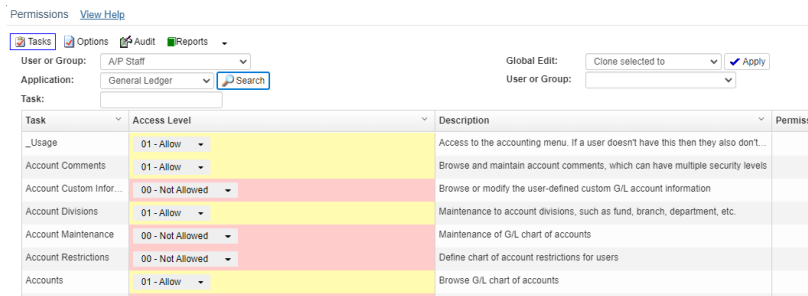 Permissions View Help
Tasks Options Audit Reports
User or Group: A/P Staff Global Edit: Clone selected to Apply
Application: General Ledger Search User or Group:
Task:
Task Access Level Description Permiss
_Usage 01 - Allow Access to the accounting menu. If a user doesn't have this then they also don't...
Account Comments 01 - Allow Browse and maintain account comments, which can have multiple security levels
Account Custom Infor... 00 - Not Allowed Browse or modify the user-defined custom G/L account information
Account Divisions 01 - Allow Maintenance to account divisions, such as fund, branch, department, etc.
Account Maintenance 00 - Not Allowed Maintenance of G/L chart of accounts
Account Restrictions 00 - Not Allowed Define chart of account restrictions for users
Accounts 01 - Allow Browse G/L chart of accounts